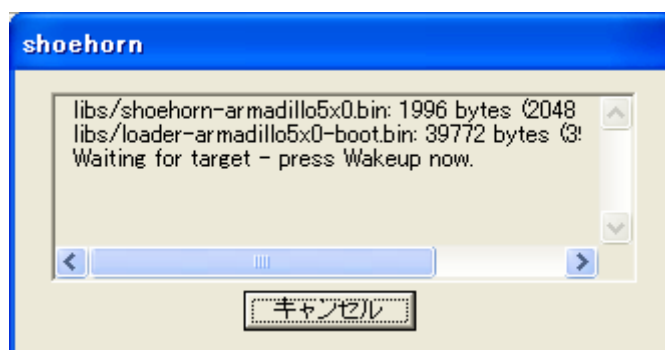 shoehorn
libs/shoehorn-armadillo5x0.bin: 1996 bytes (2048
libs/loader-armadillo5x0-boot.bin: 39772 bytes
Waiting for target - press Wakeup now.
キャンセル